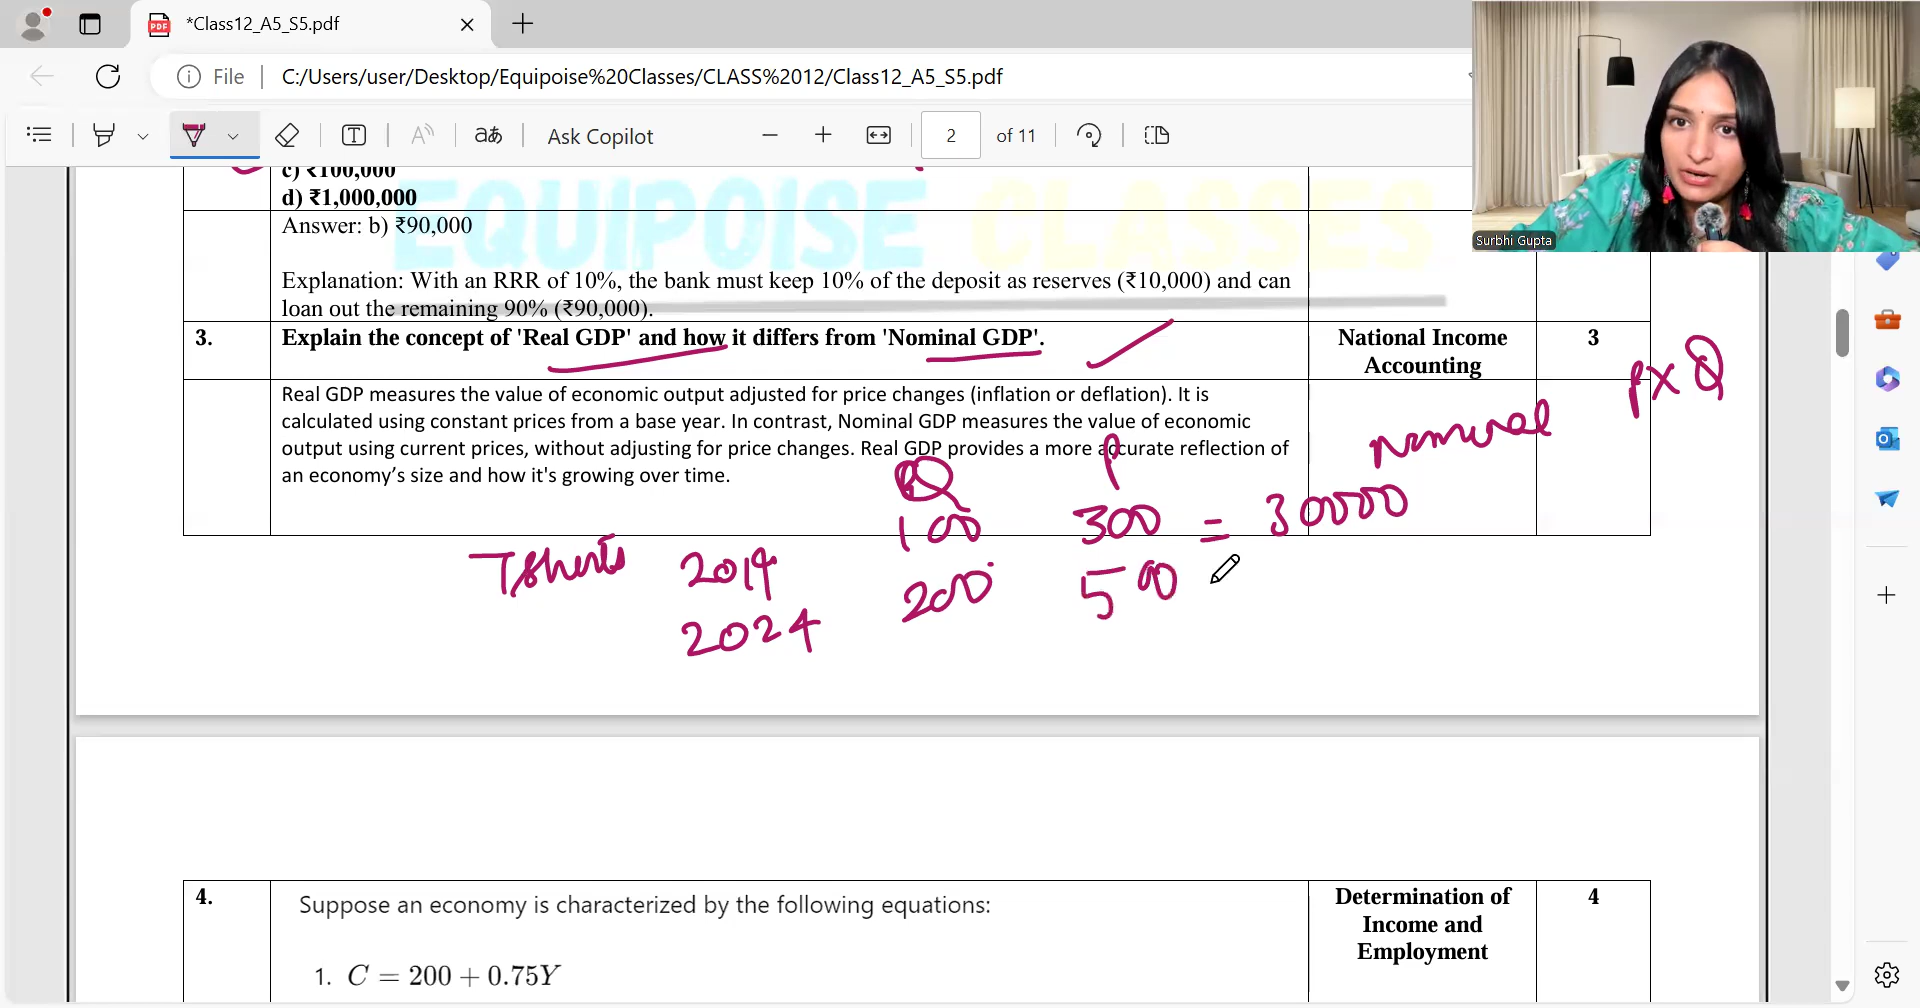 *Class12_A5_S5.pdf
File
C:/Users/user/Desktop/Equipoise%20Classes/CLASS%2012/Class12_A5_S5.pdf
Ask Copilot
2 of 11
Surbhi Gupta
EQUIPOISE CLASSES
c) ₹100,000
d) ₹1,000,000
Answer: b) ₹90,000
Explanation: With an RRR of 10%, the bank must keep 10% of the deposit as reserves (₹10,000) and can
loan out the remaining 90% (₹90,000).
3. Explain the concept of 'Real GDP' and how it differs from 'Nominal GDP'.
National Income
Accounting
3
P X Q
Real GDP measures the value of economic output adjusted for price changes (inflation or deflation). It is
calculated using constant prices from a base year. In contrast, Nominal GDP measures the value of economic
output using current prices, without adjusting for price changes. Real GDP provides a more accurate reflection of
an economy’s size and how it's growing over time.
Nominal
Q P
100 300 = 30000
Tshirts 2019
200 500
2024
4. Suppose an economy is characterized by the following equations:
Determination of
Income and
Employment
4
1. C = 200 + 0.75Y